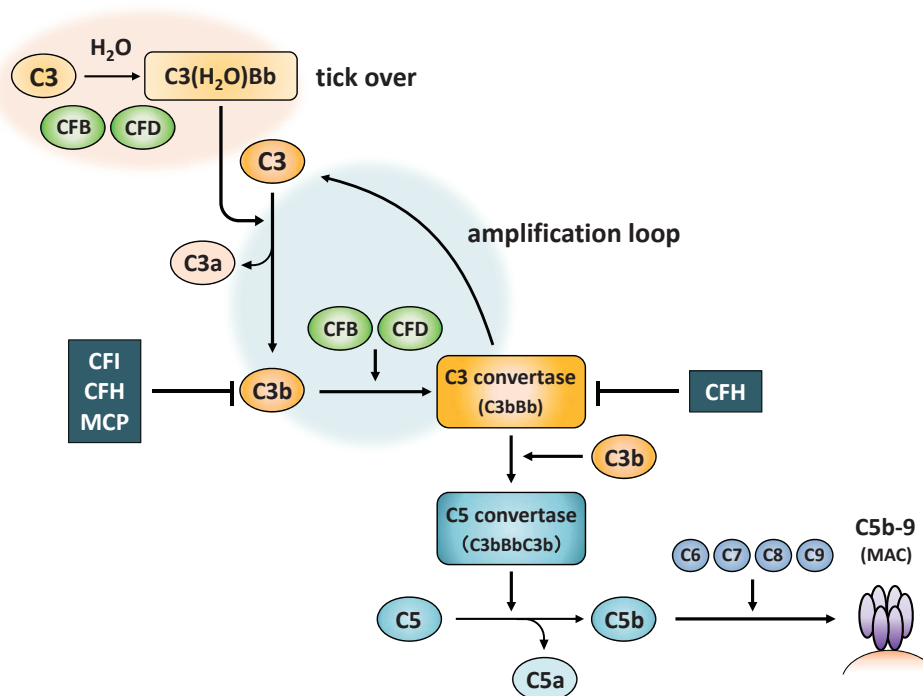 H₂O
C3
C3(H₂O)Bb
tick over
CFB
CFD
C3
amplification loop
C3a
CFB
CFD
CFI
CFH
MCP
C3b
C3 convertase
(C3bBb)
CFH
C3b
C5 convertase
(C3bBbC3b)
C5b-9
(MAC)
C6
C7
C8
C9
C5
C5b
C5a